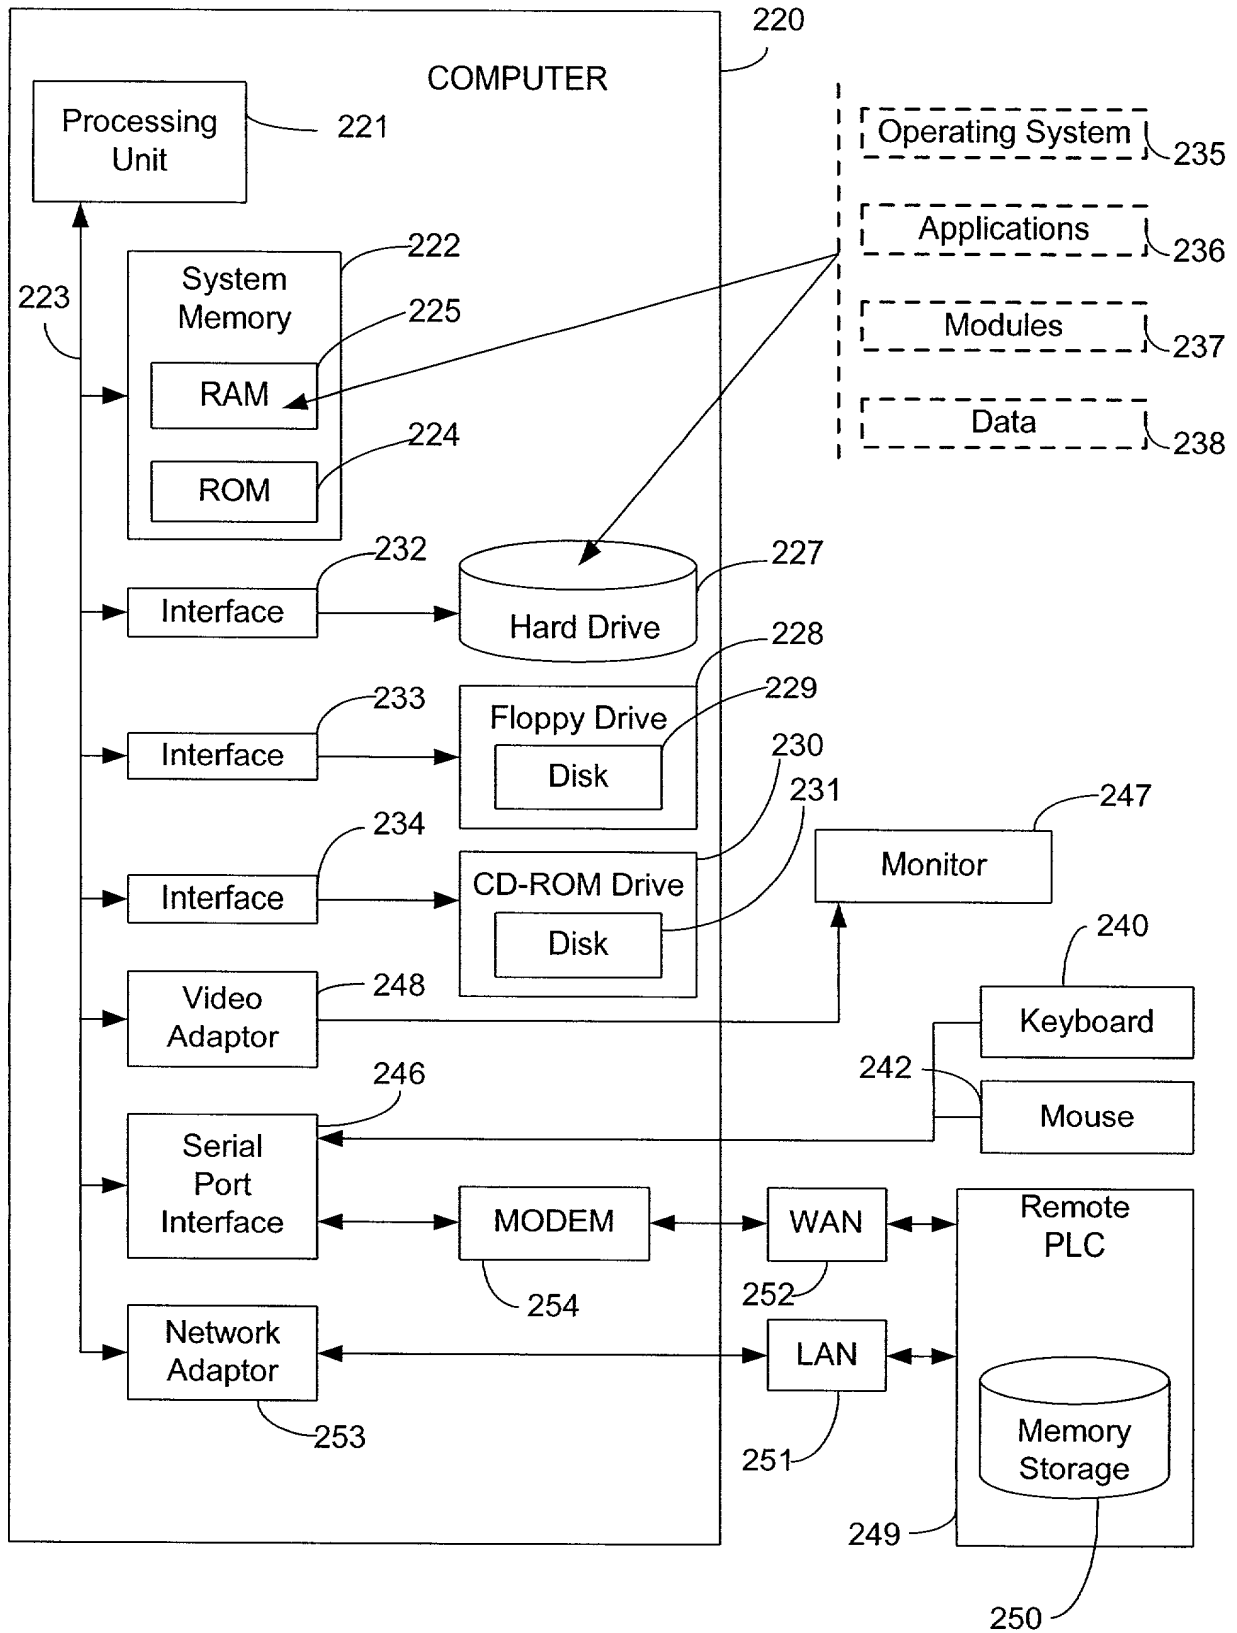 220
COMPUTER
Processing
Unit
221
Operating System
235
Applications
236
Modules
237
Data
238
222
System
Memory
223
225
RAM
224
ROM
232
Interface
227
Hard Drive
228
229
233
Interface
Floppy Drive
Disk
230
231
234
Interface
CD-ROM Drive
Disk
247
Monitor
240
Keyboard
242
Mouse
248
Video
Adaptor
246
Serial
Port
Interface
MODEM
254
WAN
252
Remote
PLC
Network
Adaptor
253
LAN
251
Memory
Storage
249
250